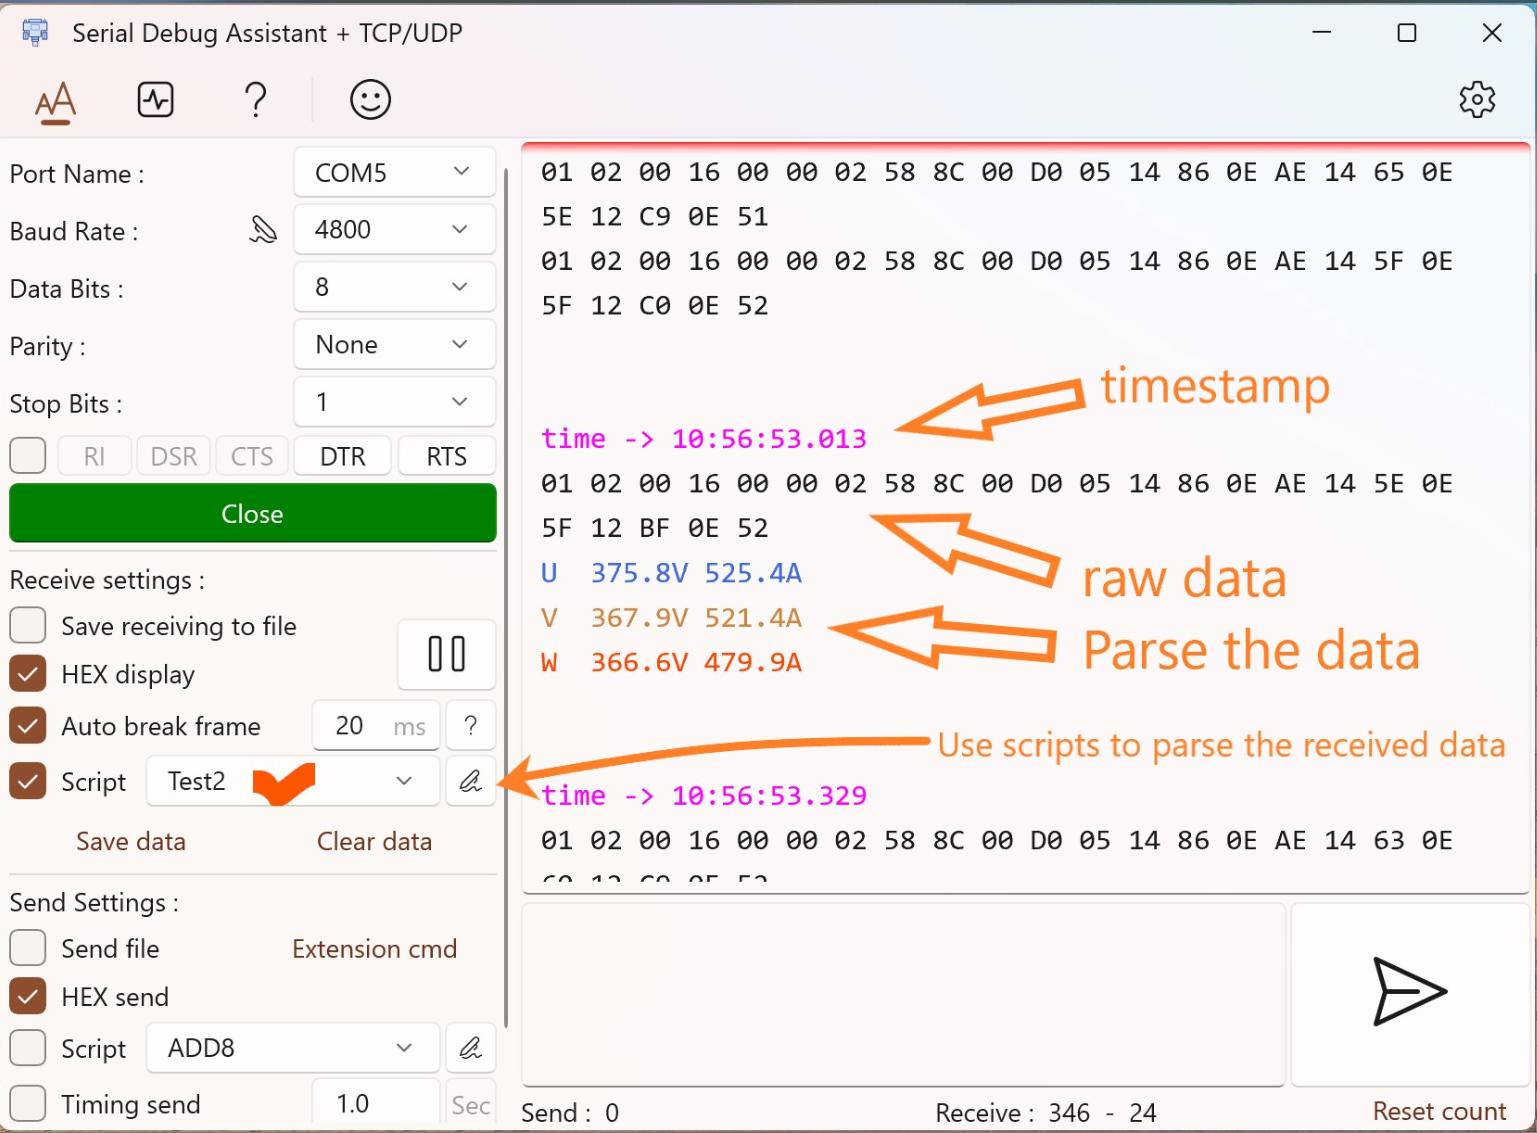 Serial Debug Assistant + TCP/UDP
Port Name :
COM5
Baud Rate :
4800
Data Bits :
8
Parity :
None
Stop Bits :
1
RI DSR CTS DTR RTS
Close
Receive settings :
Save receiving to file
HEX display
Auto break frame
20 ms ?
Script
Test2
Save data
Clear data
Send Settings :
Send file
Extension cmd
HEX send
Script
ADD8
Timing send
1.0 Sec
01 02 00 16 00 00 02 58 8C 00 D0 05 14 86 0E AE 14 65 0E
5E 12 C9 0E 51
01 02 00 16 00 00 02 58 8C 00 D0 05 14 86 0E AE 14 5F 0E
5F 12 C0 0E 52
timestamp
time -> 10:56:53.013
01 02 00 16 00 00 02 58 8C 00 D0 05 14 86 0E AE 14 5E 0E
5F 12 BF 0E 52
raw data
U 375.8V 525.4A
V 367.9V 521.4A
Parse the data
W 366.6V 479.9A
Use scripts to parse the received data
time -> 10:56:53.329
01 02 00 16 00 00 02 58 8C 00 D0 05 14 86 0E AE 14 63 0E
Send : 0
Receive : 346 - 24
Reset count